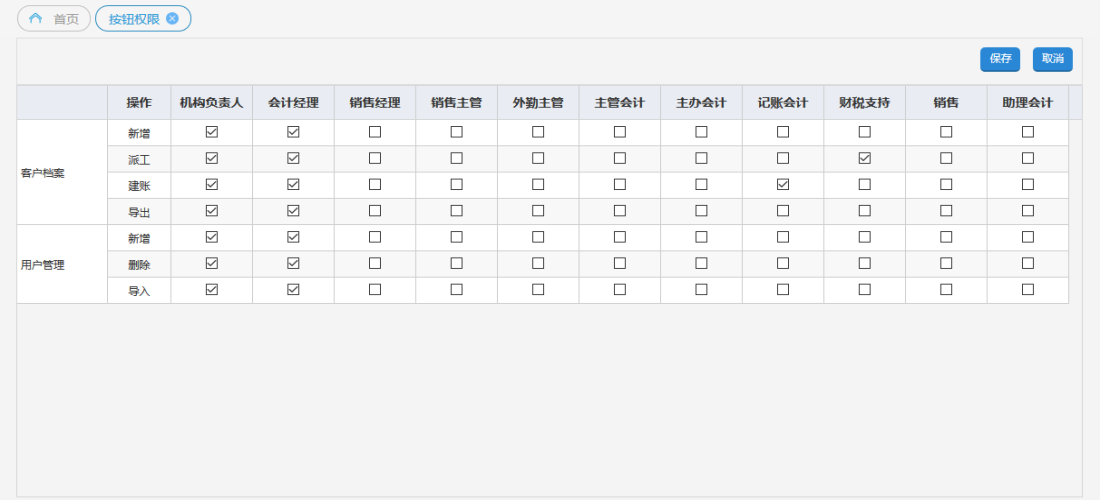 首页 按钮权限
保存 取消
操作 机构负责人 会计经理 销售经理 销售主管 外勤主管 主管会计 主办会计 记账会计 财税支持 销售 助理会计
客户档案
新增
派工
建账
导出
用户管理
新增
删除
导入